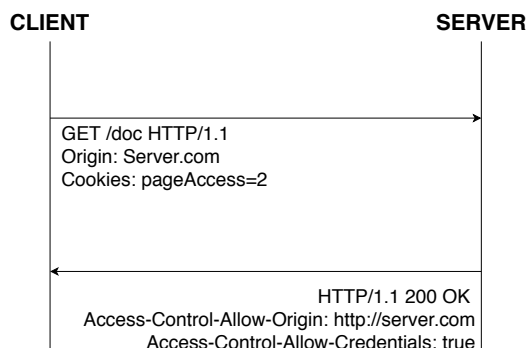 CLIENT
SERVER
GET /doc HTTP/1.1
Origin: Server.com
Cookies: pageAccess=2
HTTP/1.1 200 OK
Access-Control-Allow-Origin: http://server.com
Access-Control-Allow-Credentials: true